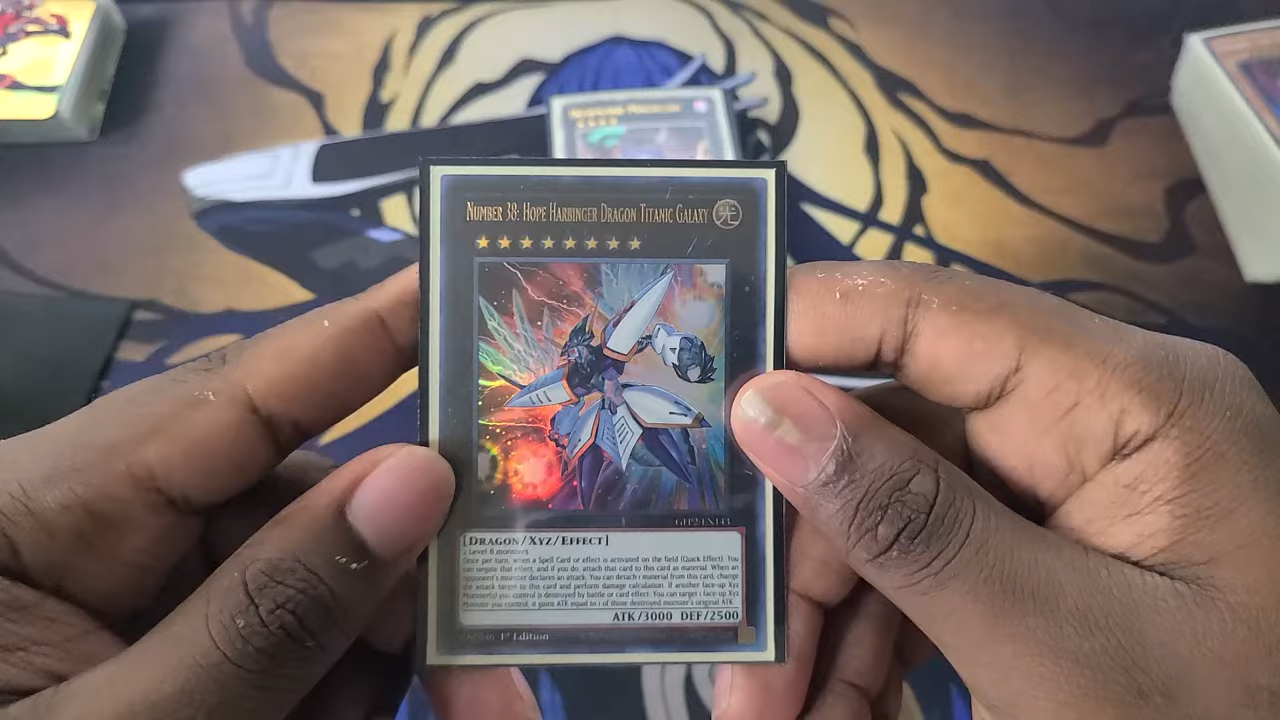 NUMBER 38: HOPE HARBINGER DRAGON TITANIC GALAXY 光
GFP2-EN143
[DRAGON/XYZ/EFFECT]
2 Level 8 monsters
Once per turn, when a Spell Card or effect is activated on the field (Quick Effect): You
can negate that effect, and if you do, attach that card to this card as material. When an
opponent's monster declares an attack: You can detach 1 material from this card; change
the attack target to this card and perform damage calculation. If another face-up Xyz
Monster(s) you control is destroyed by battle or card effect: You can target 1 face-up Xyz
Monster you control; it gains ATK equal to 1 of those destroyed monster's original ATK.
ATK/3000 DEF/2500
1st Edition